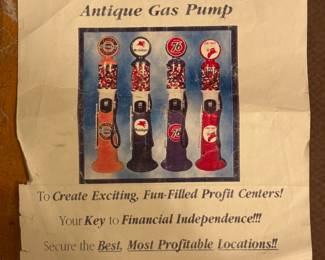 Antique Gas Pump
76
76
To Create Exciting, Fun-Filled Profit Centers!
Your Key to Financial Independence!!!
Secure the Best, Most Profitable Locations!!